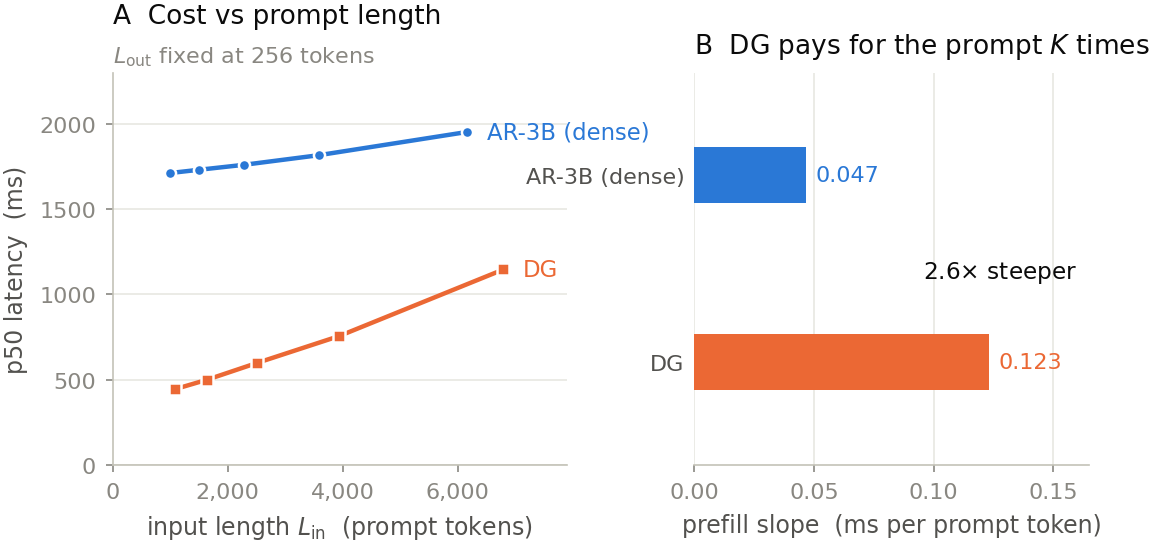 A  Cost vs prompt length
L_out fixed at 256 tokens
p50 latency  (ms)
2000
1500
1000
500
0
AR-3B (dense)
DG
0
2,000
4,000
6,000
input length L_in  (prompt tokens)
B  DG pays for the prompt K times
AR-3B (dense)
0.047
2.6× steeper
DG
0.123
0.00
0.05
0.10
0.15
prefill slope  (ms per prompt token)